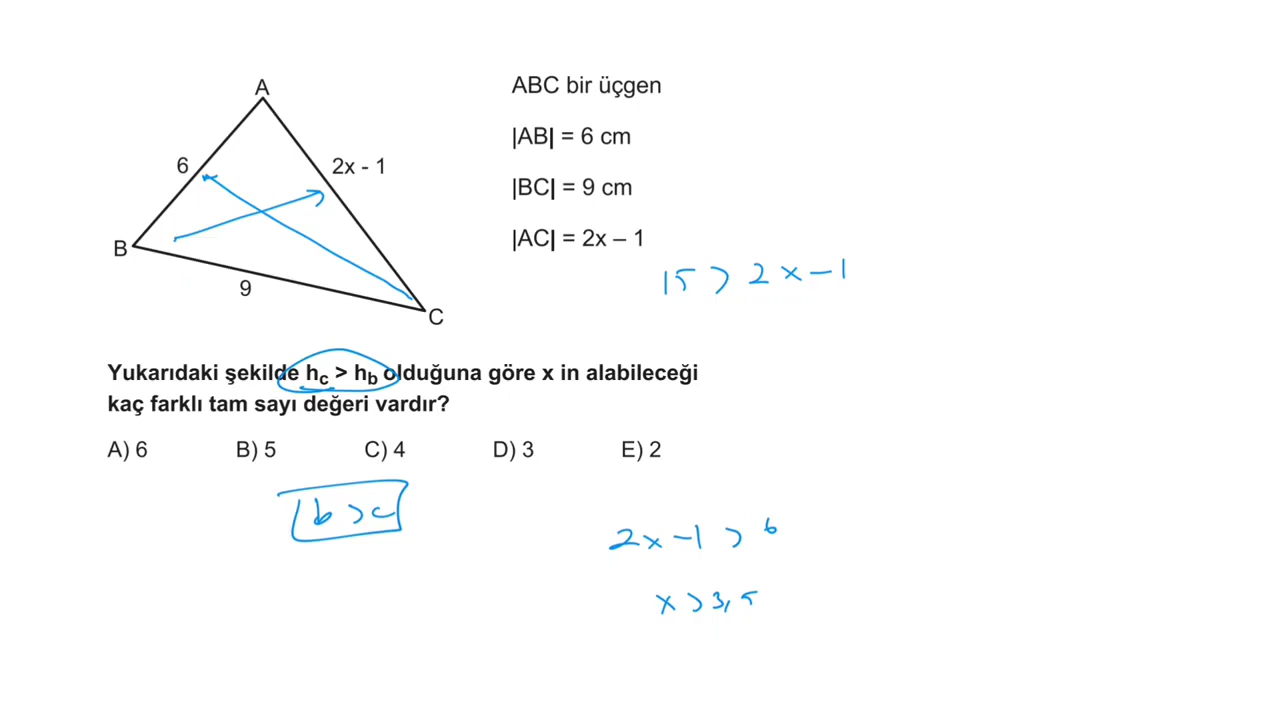 A
ABC bir üçgen
6
2x - 1
|AB| = 6 cm
|BC| = 9 cm
B
|AC| = 2x – 1
9
15 > 2x-1
C
Yukarıdaki şekilde hc > hb olduğuna göre x in alabileceği
kaç farklı tam sayı değeri vardır?
A) 6 B) 5 C) 4 D) 3 E) 2
b > c
2x -1 > 6
x > 3,5